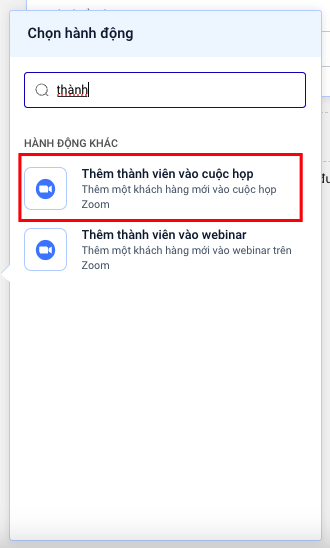 Chọn hành động
thành
HÀNH ĐỘNG KHÁC
Thêm thành viên vào cuộc họp
Thêm một khách hàng mới vào cuộc họp
Zoom
Thêm thành viên vào webinar
Thêm một khách hàng mới vào webinar trên
Zoom